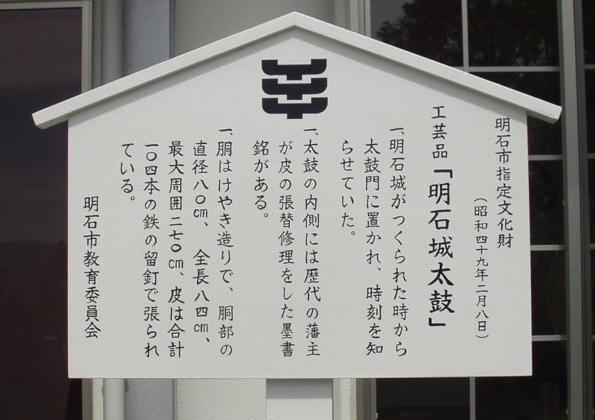 明石市指定文化財
（昭和四十九年二月八日）
工芸品「明石城太鼓」
一、明石城がつくられた時から
太鼓門に置かれ、時刻を知
らせていた。
一、太鼓の内側には歴代の藩主
が皮の張替修理をした墨書
銘がある。
一、胴はけやき造りで、胴部の
直径八〇cm、全長八四cm、
最大周囲二七〇cm、皮は合計
一〇四本の鉄の留釘で張られ
ている。
明石市教育委員会